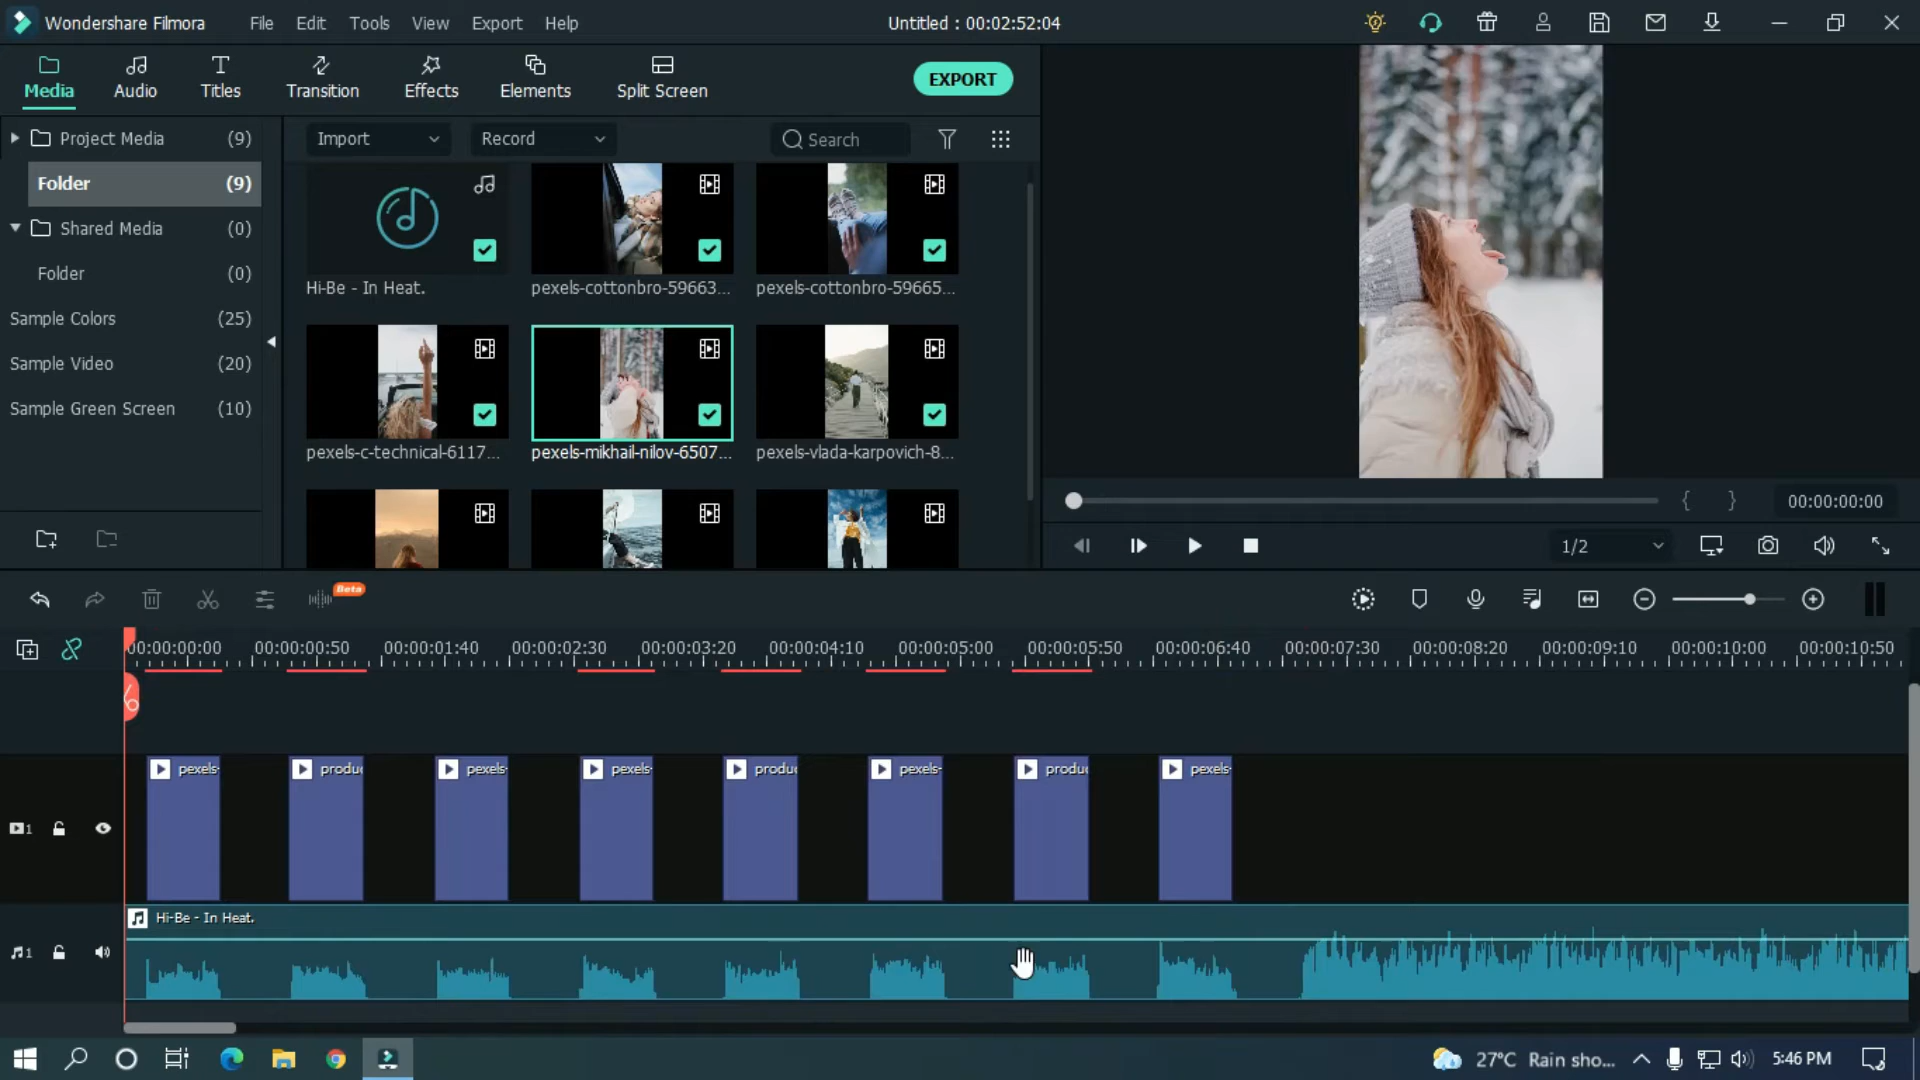 Wondershare Filmora File Edit Tools View Export Help Untitled : 00:02:52:04
Media Audio Titles Transition Effects Elements Split Screen EXPORT
Project Media (9) Import Record Search
Folder (9)
Shared Media (0)
Folder (0)
Sample Colors (25)
Sample Video (20)
Sample Green Screen (10)
Hi-Be - In Heat. pexels-cottonbro-59663... pexels-cottonbro-59665...
pexels-c-technical-6117... pexels-mikhail-nilov-6507... pexels-vlada-karpovich-8...
00:00:00:00
1/2
Beta
00:00:00:00 00:00:00:50 00:00:01:40 00:00:02:30 00:00:03:20 00:00:04:10 00:00:05:00 00:00:05:50 00:00:06:40 00:00:07:30 00:00:08:20 00:00:09:10 00:00:10:00 00:00:10:50
pexels- produc pexels- pexels- produc pexels- produc pexels-
1
Hi-Be - In Heat.
1
27°C Rain sho... 5:46 PM